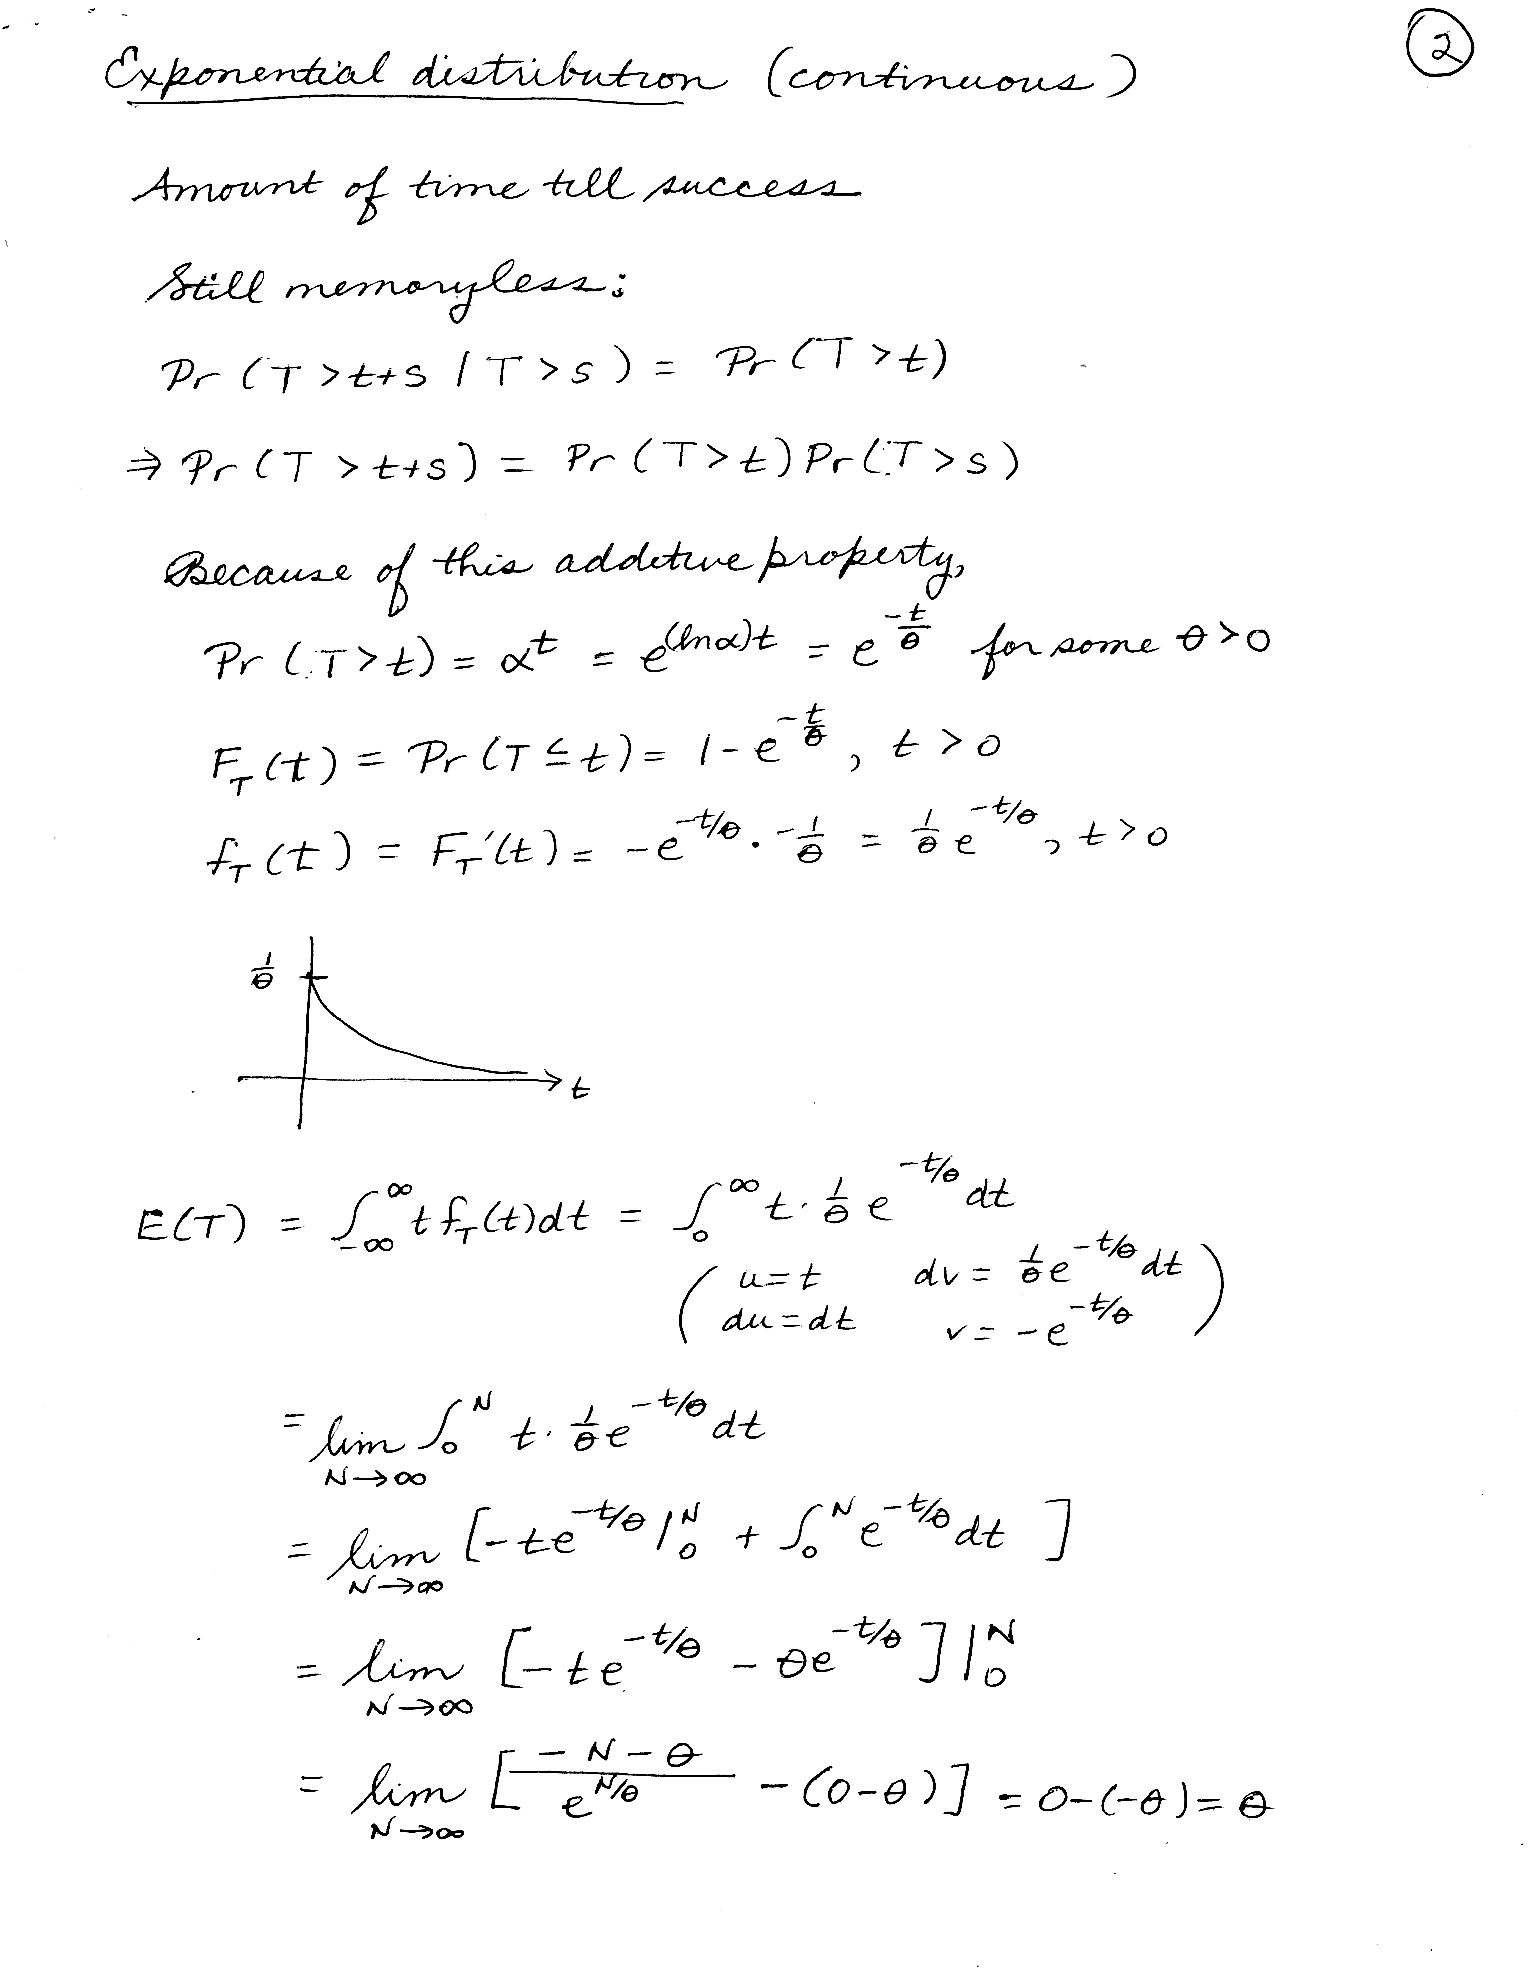 Exponential distribution (continuous) ②
Amount of time till success
Still memoryless:
Pr(T>t+s | T>s) = Pr(T>t)
⇒ Pr(T>t+s) = Pr(T>t)Pr(T>s)
Because of this additive property,
Pr(T>t) = α^t = e^{(lnα)t} = e^{-t/θ} for some θ>0
F_T(t) = Pr(T≤t) = 1-e^{-t/θ}, t>0
f_T(t) = F_T'(t) = -e^{-t/θ} · -1/θ = 1/θ e^{-t/θ}, t>0
1/θ
t
E(T) = ∫_{-∞}^{∞} t f_T(t)dt = ∫_0^∞ t · 1/θ e^{-t/θ} dt
(u=t dv = 1/θ e^{-t/θ} dt
du=dt v = -e^{-t/θ})
= lim_{N→∞} ∫_0^N t · 1/θ e^{-t/θ} dt
= lim_{N→∞} [-te^{-t/θ} |_0^N + ∫_0^N e^{-t/θ} dt]
= lim_{N→∞} [-te^{-t/θ} - θe^{-t/θ}] |_0^N
= lim_{N→∞} [(-N-θ)/e^{N/θ} - (0-θ)] = 0-(-θ) = θ